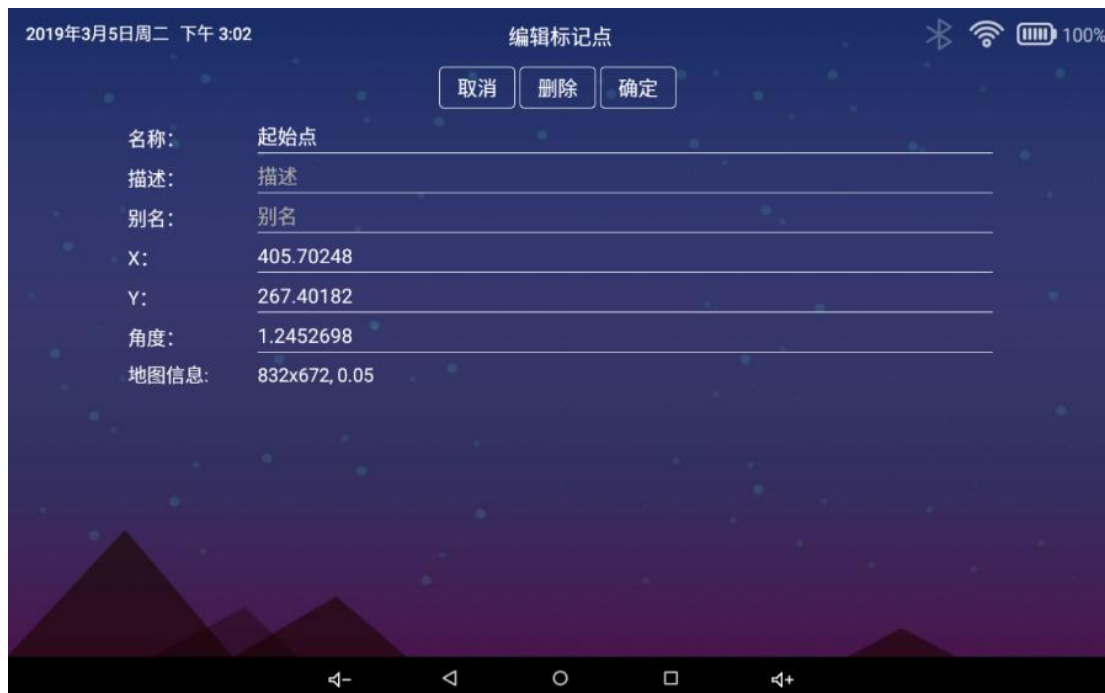 2019年3月5日周二 下午 3:02 编辑标记点 100%
取消 删除 确定
名称： 起始点
描述： 描述
别名： 别名
X： 405.70248
Y： 267.40182
角度： 1.2452698
地图信息: 832x672, 0.05